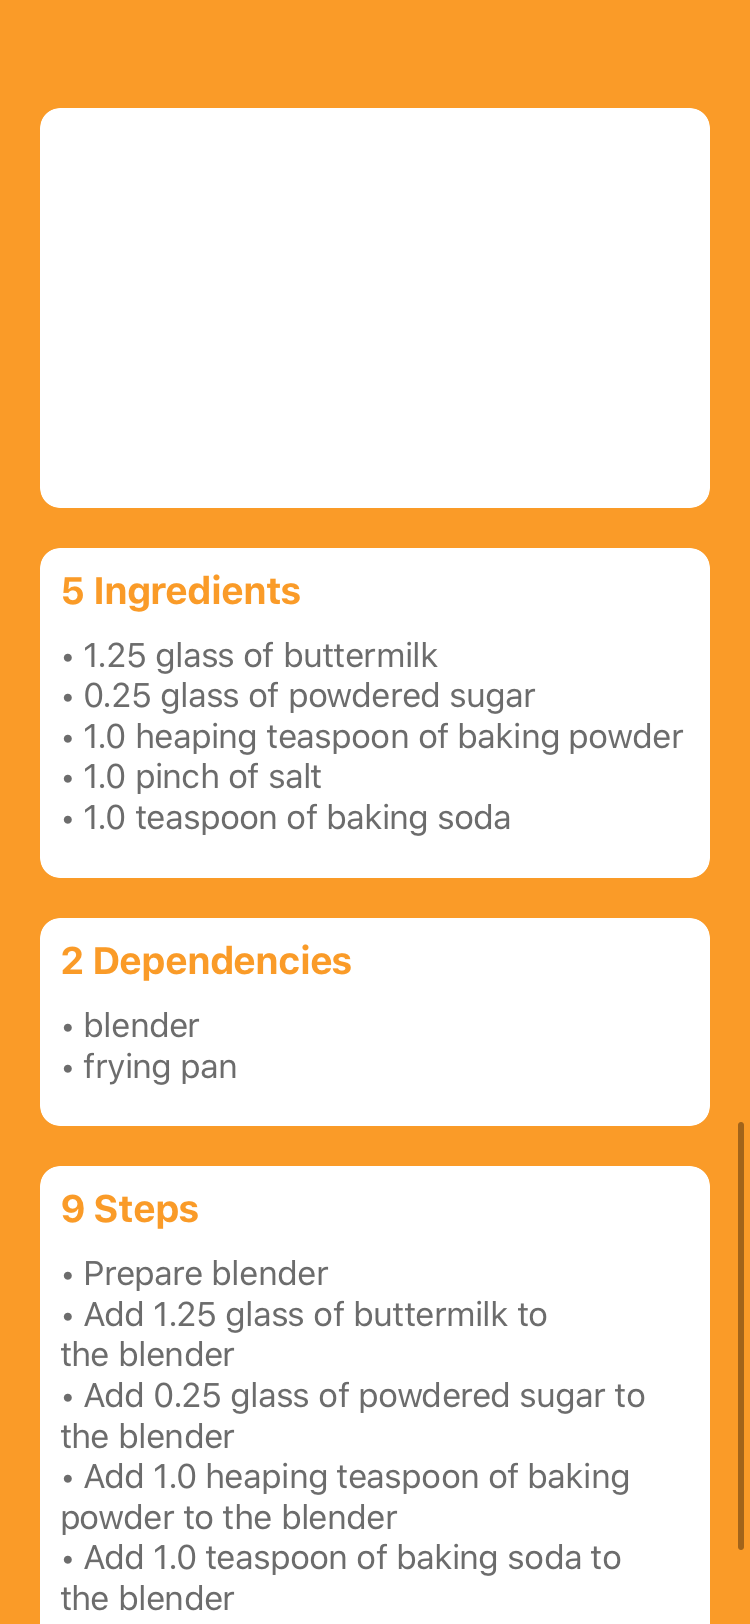 5 Ingredients
• 1.25 glass of buttermilk
• 0.25 glass of powdered sugar
• 1.0 heaping teaspoon of baking powder
• 1.0 pinch of salt
• 1.0 teaspoon of baking soda
2 Dependencies
• blender
• frying pan
9 Steps
• Prepare blender
• Add 1.25 glass of buttermilk to
the blender
• Add 0.25 glass of powdered sugar to
the blender
• Add 1.0 heaping teaspoon of baking
powder to the blender
• Add 1.0 teaspoon of baking soda to
the blender